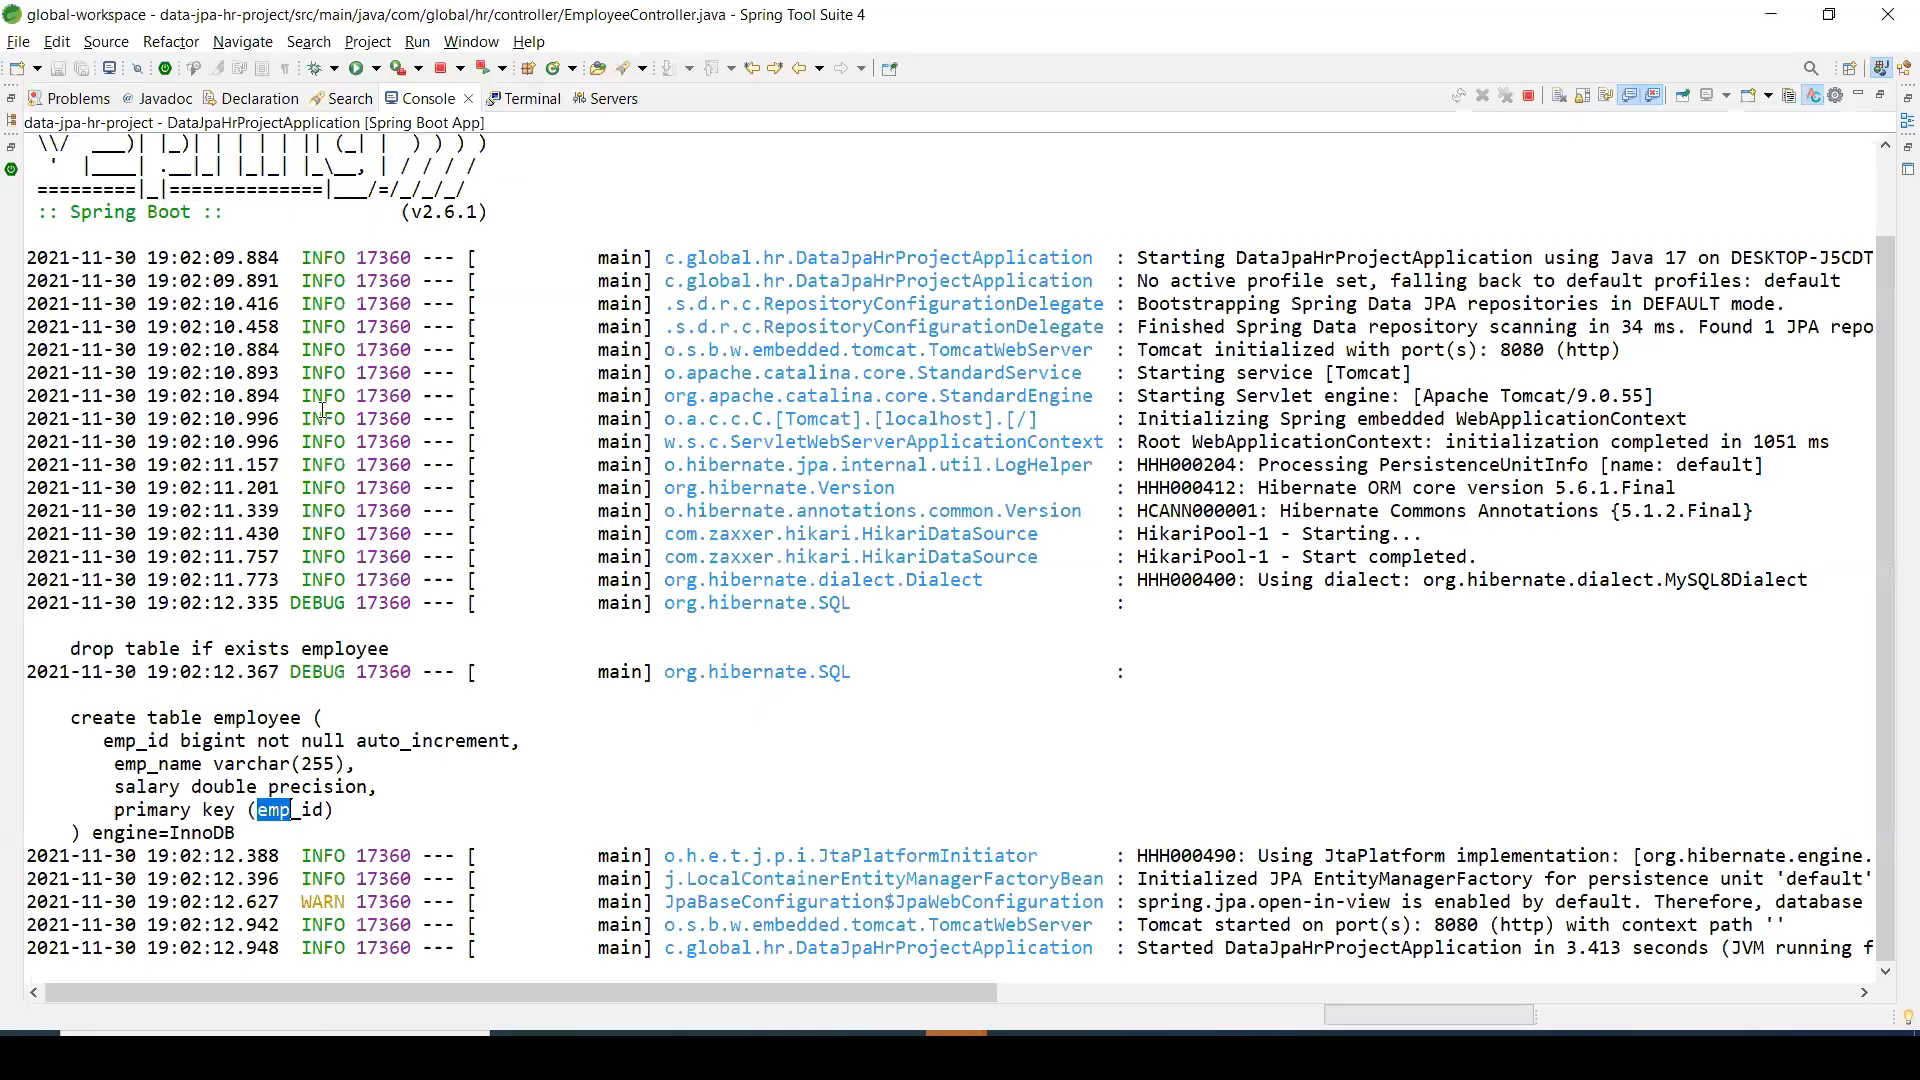 global-workspace - data-jpa-hr-project/src/main/java/com/global/hr/controller/EmployeeController.java - Spring Tool Suite 4
File Edit Source Refactor Navigate Search Project Run Window Help
Problems @ Javadoc Declaration Search Console Terminal Servers
data-jpa-hr-project - DataJpaHrProjectApplication [Spring Boot App]
 \\/  ___)| |_)| | | | | || (_| |  ) ) ) )
  '  |____| .__|_| |_|_| |_\__, | / / / /
 =========|_|==============|___/=/_/_/_/
 :: Spring Boot ::                (v2.6.1)
2021-11-30 19:02:09.884  INFO 17360 --- [           main] c.global.hr.DataJpaHrProjectApplication  : Starting DataJpaHrProjectApplication using Java 17 on DESKTOP-J5CDT
2021-11-30 19:02:09.891  INFO 17360 --- [           main] c.global.hr.DataJpaHrProjectApplication  : No active profile set, falling back to default profiles: default
2021-11-30 19:02:10.416  INFO 17360 --- [           main] .s.d.r.c.RepositoryConfigurationDelegate : Bootstrapping Spring Data JPA repositories in DEFAULT mode.
2021-11-30 19:02:10.458  INFO 17360 --- [           main] .s.d.r.c.RepositoryConfigurationDelegate : Finished Spring Data repository scanning in 34 ms. Found 1 JPA repo
2021-11-30 19:02:10.884  INFO 17360 --- [           main] o.s.b.w.embedded.tomcat.TomcatWebServer  : Tomcat initialized with port(s): 8080 (http)
2021-11-30 19:02:10.893  INFO 17360 --- [           main] o.apache.catalina.core.StandardService   : Starting service [Tomcat]
2021-11-30 19:02:10.894  INFO 17360 --- [           main] org.apache.catalina.core.StandardEngine  : Starting Servlet engine: [Apache Tomcat/9.0.55]
2021-11-30 19:02:10.996  INFO 17360 --- [           main] o.a.c.c.C.[Tomcat].[localhost].[/]       : Initializing Spring embedded WebApplicationContext
2021-11-30 19:02:10.996  INFO 17360 --- [           main] w.s.c.ServletWebServerApplicationContext : Root WebApplicationContext: initialization completed in 1051 ms
2021-11-30 19:02:11.157  INFO 17360 --- [           main] o.hibernate.jpa.internal.util.LogHelper  : HHH000204: Processing PersistenceUnitInfo [name: default]
2021-11-30 19:02:11.201  INFO 17360 --- [           main] org.hibernate.Version                    : HHH000412: Hibernate ORM core version 5.6.1.Final
2021-11-30 19:02:11.339  INFO 17360 --- [           main] o.hibernate.annotations.common.Version   : HCANN000001: Hibernate Commons Annotations {5.1.2.Final}
2021-11-30 19:02:11.430  INFO 17360 --- [           main] com.zaxxer.hikari.HikariDataSource       : HikariPool-1 - Starting...
2021-11-30 19:02:11.757  INFO 17360 --- [           main] com.zaxxer.hikari.HikariDataSource       : HikariPool-1 - Start completed.
2021-11-30 19:02:11.773  INFO 17360 --- [           main] org.hibernate.dialect.Dialect            : HHH000400: Using dialect: org.hibernate.dialect.MySQL8Dialect
2021-11-30 19:02:12.335 DEBUG 17360 --- [           main] org.hibernate.SQL                        :
drop table if exists employee
2021-11-30 19:02:12.367 DEBUG 17360 --- [           main] org.hibernate.SQL                        :
create table employee (
emp_id bigint not null auto_increment,
emp_name varchar(255),
salary double precision,
primary key (emp_id)
) engine=InnoDB
2021-11-30 19:02:12.388  INFO 17360 --- [           main] o.h.e.t.j.p.i.JtaPlatformInitiator       : HHH000490: Using JtaPlatform implementation: [org.hibernate.engine.
2021-11-30 19:02:12.396  INFO 17360 --- [           main] j.LocalContainerEntityManagerFactoryBean : Initialized JPA EntityManagerFactory for persistence unit 'default'
2021-11-30 19:02:12.627  WARN 17360 --- [           main] JpaBaseConfiguration$JpaWebConfiguration : spring.jpa.open-in-view is enabled by default. Therefore, database
2021-11-30 19:02:12.942  INFO 17360 --- [           main] o.s.b.w.embedded.tomcat.TomcatWebServer  : Tomcat started on port(s): 8080 (http) with context path ''
2021-11-30 19:02:12.948  INFO 17360 --- [           main] c.global.hr.DataJpaHrProjectApplication  : Started DataJpaHrProjectApplication in 3.413 seconds (JVM running f